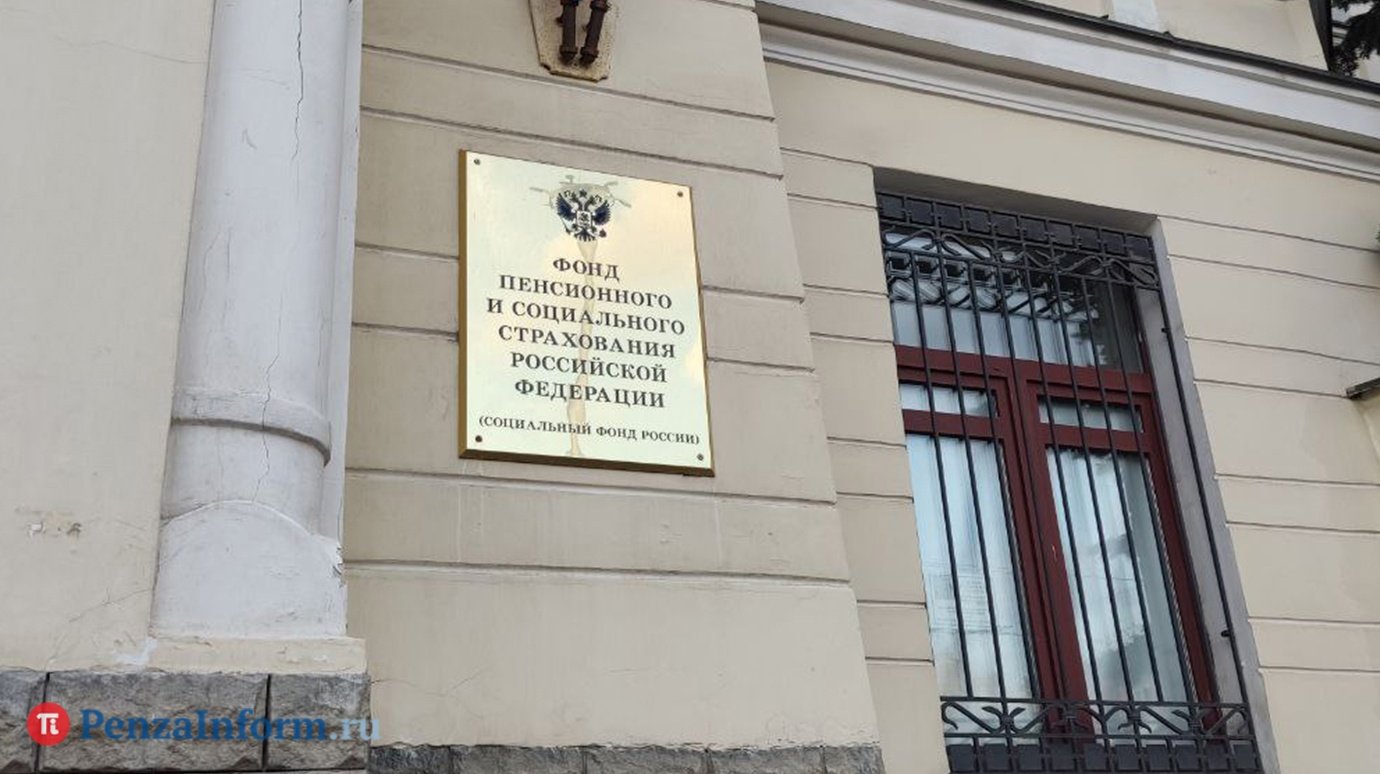 ФОНД
ПЕНСИОННОГО
И СОЦИАЛЬНОГО
СТРАХОВАНИЯ
РОССИЙСКОЙ
ФЕДЕРАЦИИ
(СОЦИАЛЬНЫЙ ФОНД РОССИИ)
PenzaInform.ru